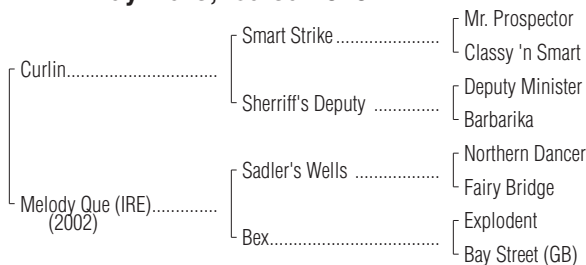 Mr. Prospector
Smart Strike
Classy 'n Smart
Curlin
Deputy Minister
Sherriff's Deputy
Barbarika
Northern Dancer
Sadler's Wells
Fairy Bridge
Melody Que (IRE)
(2002)
Explodent
Bex
Bay Street (GB)